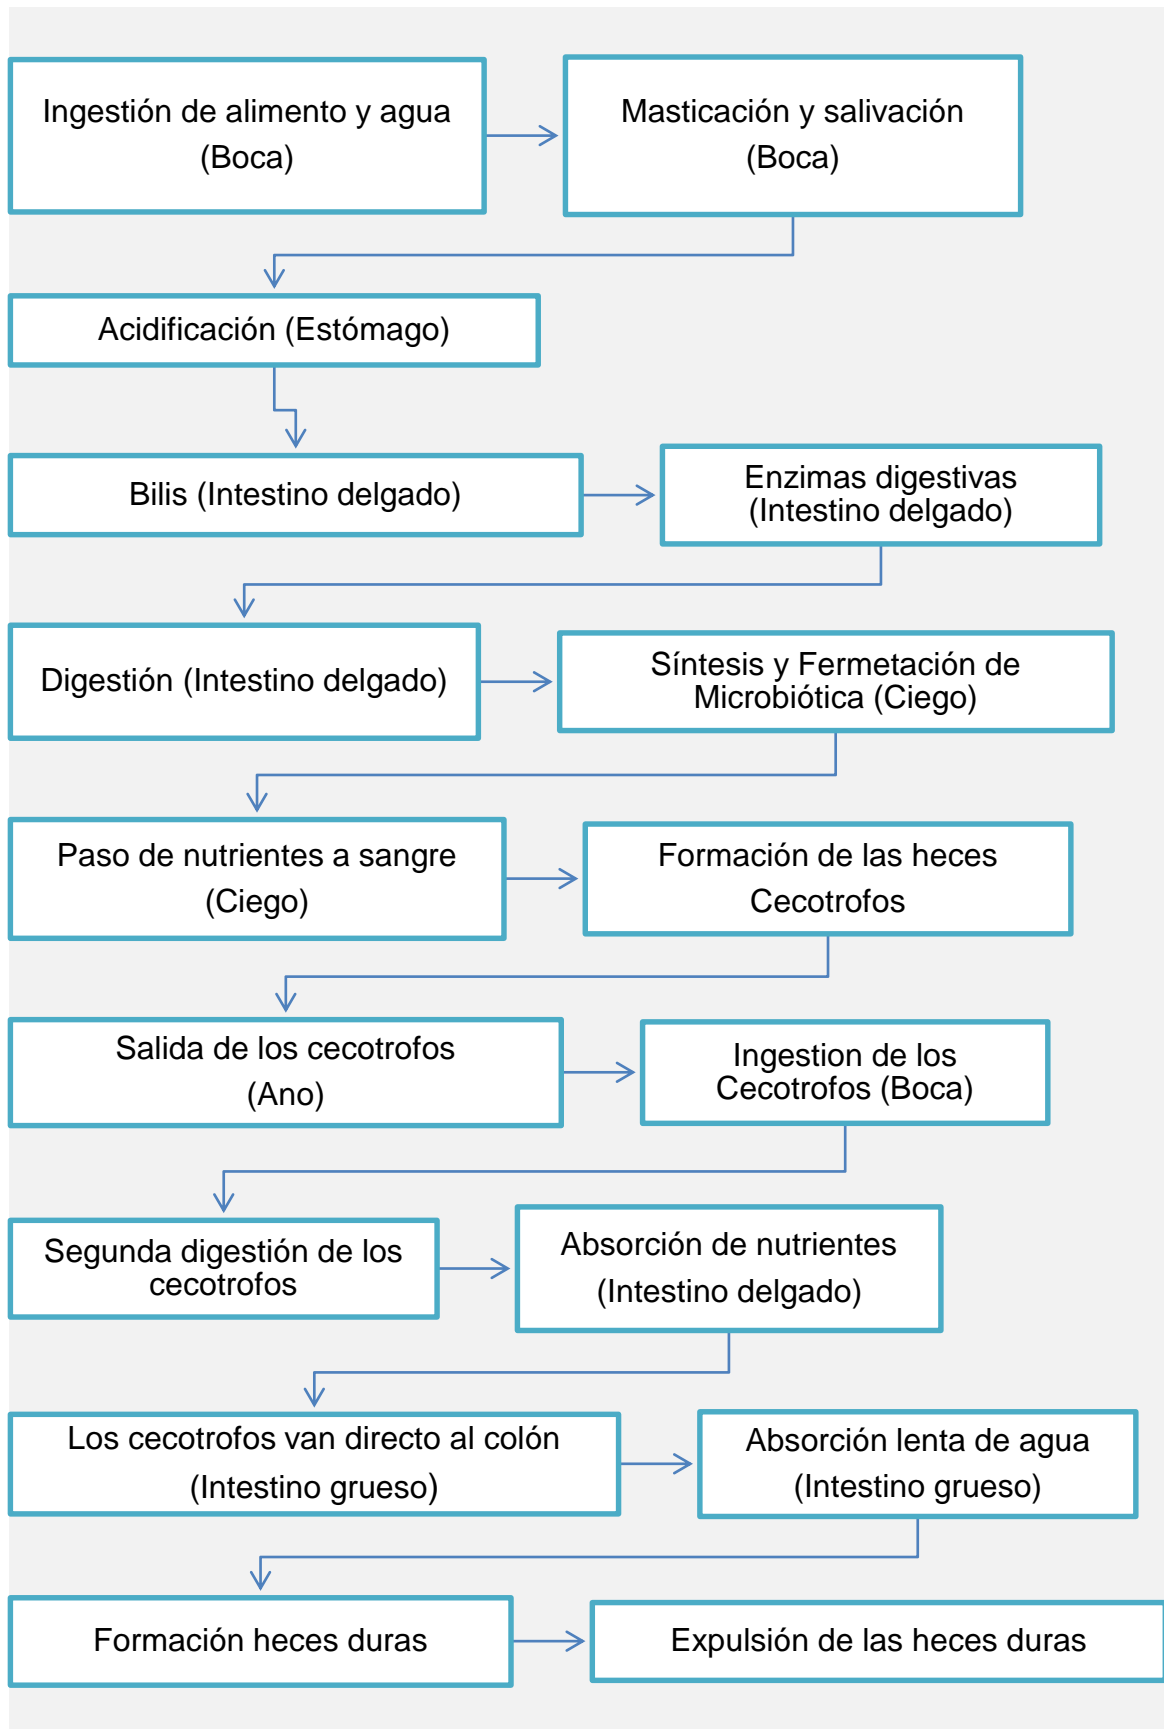 Ingestión de alimento y agua
(Boca)
Masticación y salivación
(Boca)
Acidificación (Estómago)
Bilis (Intestino delgado)
Enzimas digestivas
(Intestino delgado)
Digestión (Intestino delgado)
Síntesis y Fermetación de
Microbiótica (Ciego)
Paso de nutrientes a sangre
(Ciego)
Formación de las heces
Cecotrofos
Salida de los cecotrofos
(Ano)
Ingestion de los
Cecotrofos (Boca)
Segunda digestión de los
cecotrofos
Absorción de nutrientes
(Intestino delgado)
Los cecotrofos van directo al colón
(Intestino grueso)
Absorción lenta de agua
(Intestino grueso)
Formación heces duras
Expulsión de las heces duras